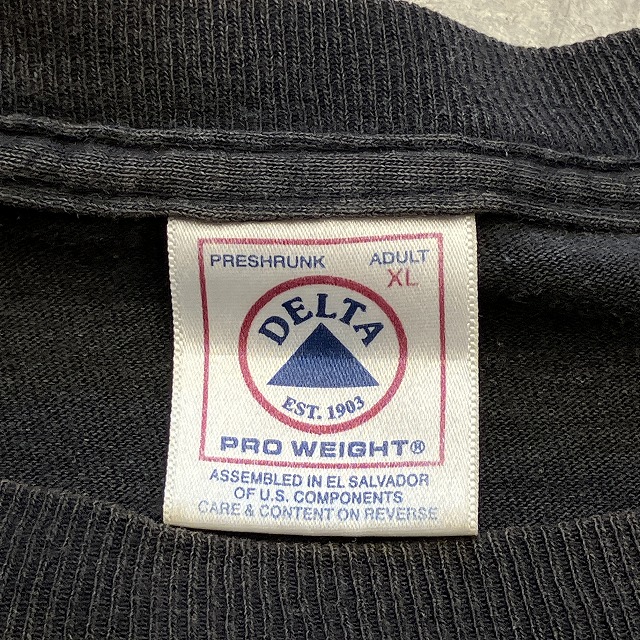 PRESHRUNK ADULT
XL
DELTA
EST. 1903
PRO WEIGHT®
ASSEMBLED IN EL SALVADOR
OF U.S. COMPONENTS
CARE & CONTENT ON REVERSE